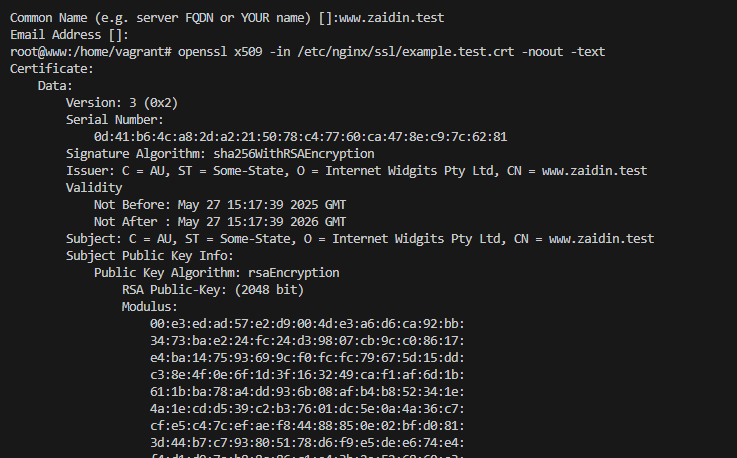 Common Name (e.g. server FQDN or YOUR name) []:www.zaidin.test
Email Address []:
root@www:/home/vagrant# openssl x509 -in /etc/nginx/ssl/example.test.crt -noout -text
Certificate:
    Data:
        Version: 3 (0x2)
        Serial Number:
            0d:41:b6:4c:a8:2d:a2:21:50:78:c4:77:60:ca:47:8e:c9:7c:62:81
        Signature Algorithm: sha256WithRSAEncryption
        Issuer: C = AU, ST = Some-State, O = Internet Widgits Pty Ltd, CN = www.zaidin.test
        Validity
            Not Before: May 27 15:17:39 2025 GMT
            Not After : May 27 15:17:39 2026 GMT
        Subject: C = AU, ST = Some-State, O = Internet Widgits Pty Ltd, CN = www.zaidin.test
        Subject Public Key Info:
            Public Key Algorithm: rsaEncryption
                RSA Public-Key: (2048 bit)
                Modulus:
                    00:e3:ed:ad:57:e2:d9:00:4d:e3:a6:d6:ca:92:bb:
                    34:73:ba:e2:24:fc:24:d3:98:07:cb:9c:c0:86:17:
                    e4:ba:14:75:93:69:9c:f0:fc:fc:79:67:5d:15:dd:
                    c3:8e:4f:0e:6f:1d:3f:16:32:49:ca:f1:af:6d:1b:
                    61:1b:ba:78:a4:dd:93:6b:08:af:b4:b8:52:34:1e:
                    4a:1e:cd:d5:39:c2:b3:76:01:dc:5e:0a:4a:36:c7:
                    cf:e5:c4:7c:ef:ae:f8:44:88:85:0e:02:bf:d0:81:
                    3d:44:b7:c7:93:80:51:78:d6:f9:e5:de:e6:74:e4: